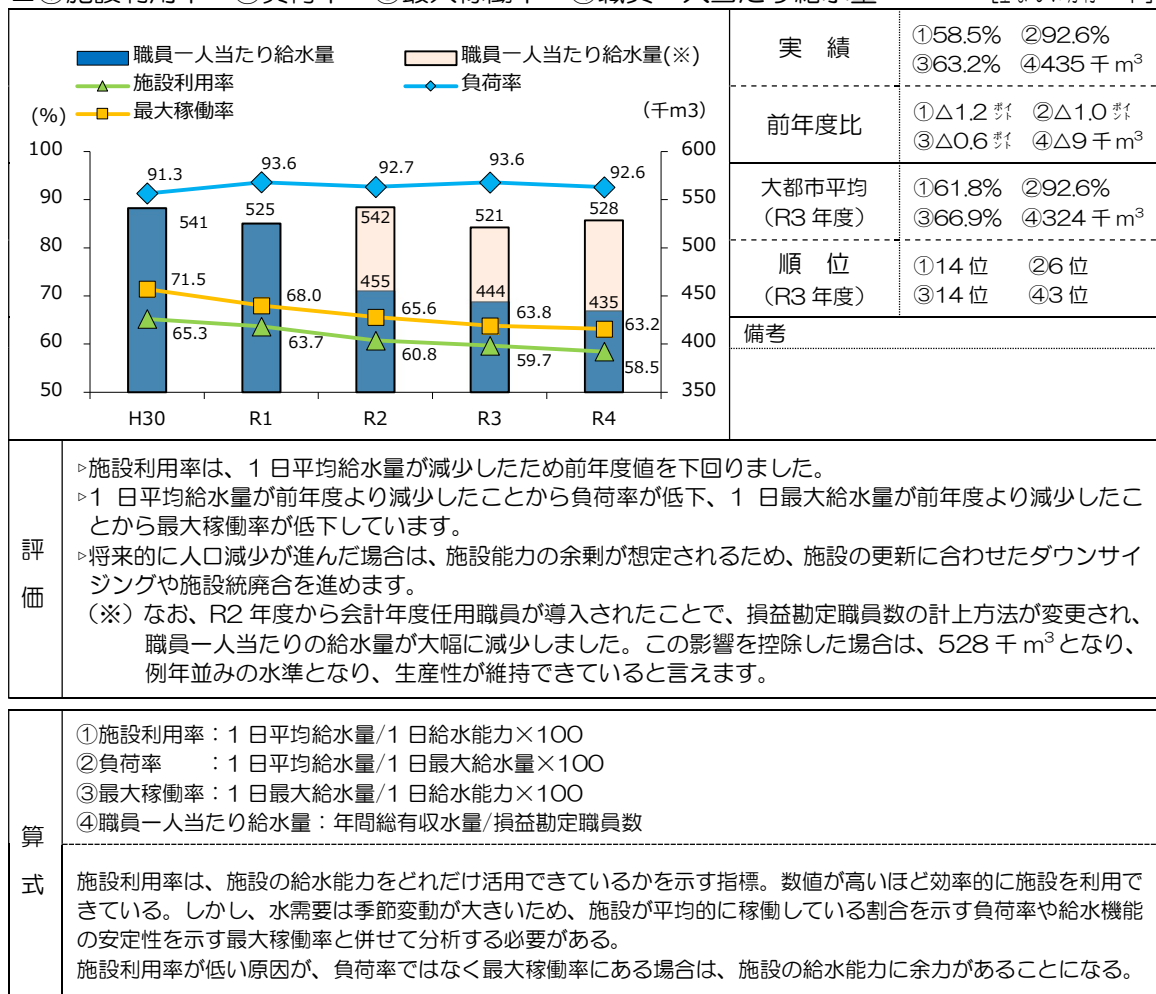 職員一人当たり給水量 職員一人当たり給水量(※)
施設利用率 負荷率
最大稼働率
(%) (千m3)
100 600
90 550
80 500
70 450
60 400
50 350
91.3 93.6 92.7 93.6 92.6
541 525 542 521 528
455 444 435
71.5 68.0 65.6 63.8 63.2
65.3 63.7 60.8 59.7 58.5
H30 R1 R2 R3 R4
実 績 ①58.5% ②92.6%
③63.2% ④435 千 m³
前年度比 ①△1.2 ポイント ②△1.0 ポイント
③△0.6 ポイント ④△9 千 m³
大都市平均 ①61.8% ②92.6%
(R3 年度) ③66.9% ④324 千 m³
順 位 ①14 位 ②6 位
(R3 年度) ③14 位 ④3 位
備考
評価
▹施設利用率は、1 日平均給水量が減少したため前年度値を下回りました。
▹1 日平均給水量が前年度より減少したことから負荷率が低下、1 日最大給水量が前年度より減少したこ
とから最大稼働率が低下しています。
▹将来的に人口減少が進んだ場合は、施設能力の余剰が想定されるため、施設の更新に合わせたダウンサイ
ジングや施設統廃合を進めます。
(※)なお、R2 年度から会計年度任用職員が導入されたことで、損益勘定職員数の計上方法が変更され、
職員一人当たりの給水量が大幅に減少しました。この影響を控除した場合は、528 千 m³ となり、
例年並みの水準となり、生産性が維持できていると言えます。
算式
①施設利用率:1 日平均給水量/1 日給水能力×100
②負荷率 :1 日平均給水量/1 日最大給水量×100
③最大稼働率:1 日最大給水量/1 日給水能力×100
④職員一人当たり給水量:年間総有収水量/損益勘定職員数
施設利用率は、施設の給水能力をどれだけ活用できているかを示す指標。数値が高いほど効率的に施設を利用で
きている。しかし、水需要は季節変動が大きいため、施設が平均的に稼働している割合を示す負荷率や給水機能
の安定性を示す最大稼働率と併せて分析する必要がある。
施設利用率が低い原因が、負荷率ではなく最大稼働率にある場合は、施設の給水能力に余力があることになる。